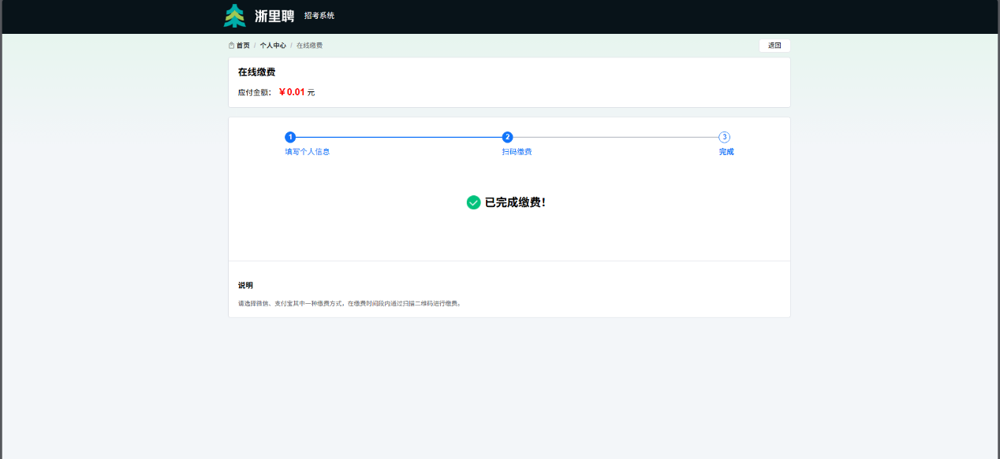 浙里聘 招考系统
首页 / 个人中心 / 在线缴费
返回
在线缴费
应付金额： ￥0.01 元
1 2 3
填写个人信息 扫码缴费 完成
已完成缴费！
说明
请选择微信、支付宝其中一种缴费方式，在缴费时间段内通过扫描二维码进行缴费。